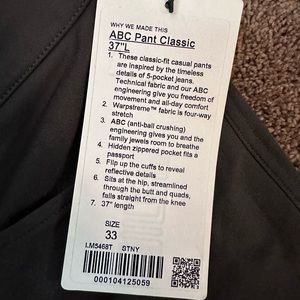 WHY WE MADE THIS
ABC Pant Classic
37"L
1. These classic-fit casual pants
are inspired by the timeless
details of 5-pocket jeans.
Technical fabric and our ABC
engineering give you freedom of
movement and all-day comfort
2. Warpstreme™ fabric is four-way
stretch
3. ABC (anti-ball crushing)
engineering gives you and the
family jewels room to breathe
4. Hidden zippered pocket fits a
passport
5. Flip up the cuffs to reveal
reflective details
6. Sits at the hip, streamlined
through the butt and quads,
falls straight from the knee
7. 37" length
SIZE
33
LM5468T STNY
000104125059